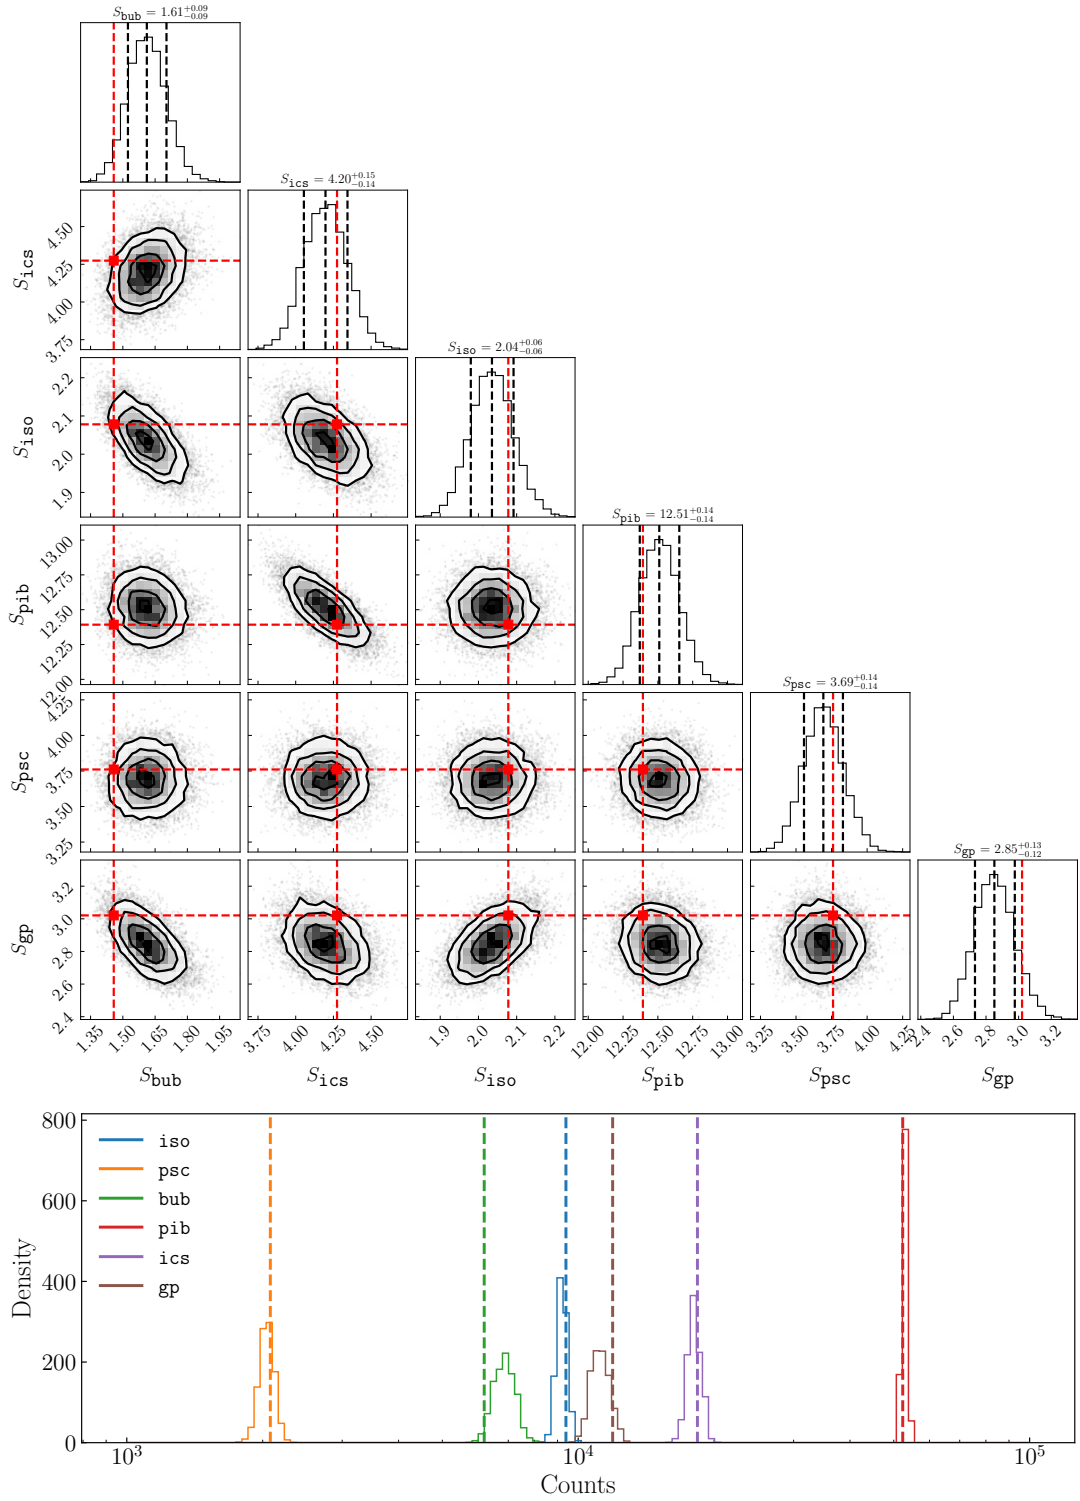 S_bub = 1.61^{+0.09}_{-0.09}
S_ics = 4.20^{+0.15}_{-0.14}
4.50
4.25
4.00
3.75
S_ics
S_iso = 2.04^{+0.06}_{-0.06}
2.2
2.1
2.0
1.9
S_iso
S_pib = 12.51^{+0.14}_{-0.14}
13.00
12.75
12.50
12.25
12.00
S_pib
S_psc = 3.69^{+0.14}_{-0.14}
4.25
4.00
3.75
3.50
3.25
S_psc
S_gp = 2.85^{+0.13}_{-0.12}
3.2
3.0
2.8
2.6
2.4
S_gp
1.35 1.50 1.65 1.80 1.95 3.75 4.00 4.25 4.50 1.9 2.0 2.1 2.2 12.00 12.25 12.50 12.75 13.00 3.25 3.50 3.75 4.00 4.25 2.4 2.6 2.8 3.0 3.2
S_bub S_ics S_iso S_pib S_psc S_gp
800
600
400
200
0
Density
iso
psc
bub
pib
ics
gp
10^3 10^4 10^5
Counts